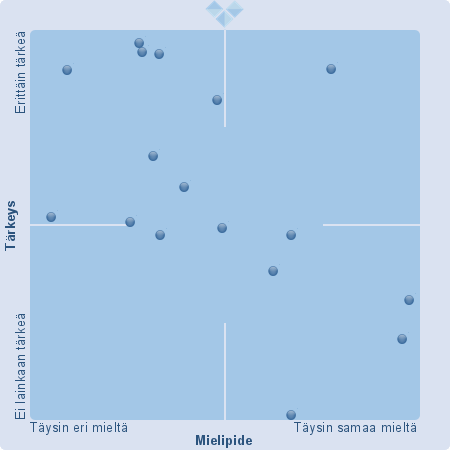 Erittäin tärkeä
Tärkeys
Ei lainkaan tärkeä
Täysin eri mieltä
Täysin samaa mieltä
Mielipide